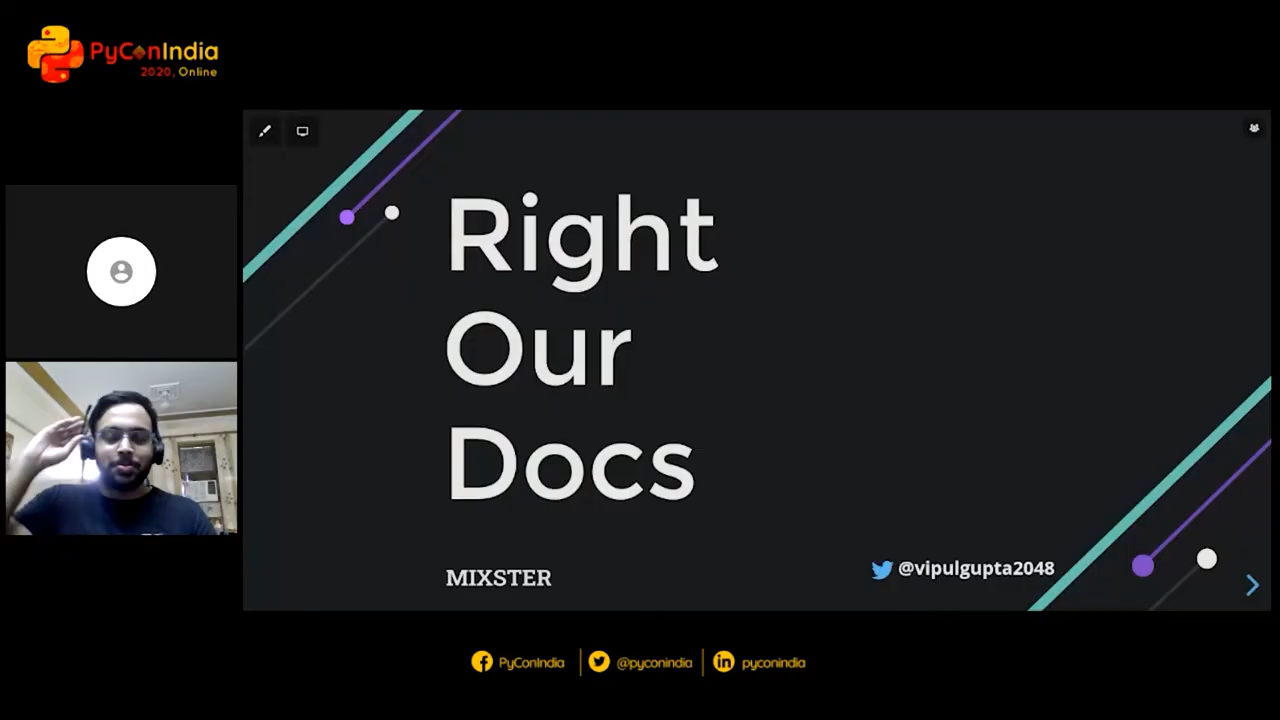 PyConIndia
2020, Online
Right
Our
Docs
MIXSTER
@vipulgupta2048
PyConIndia
@pyconindia
pyconindia